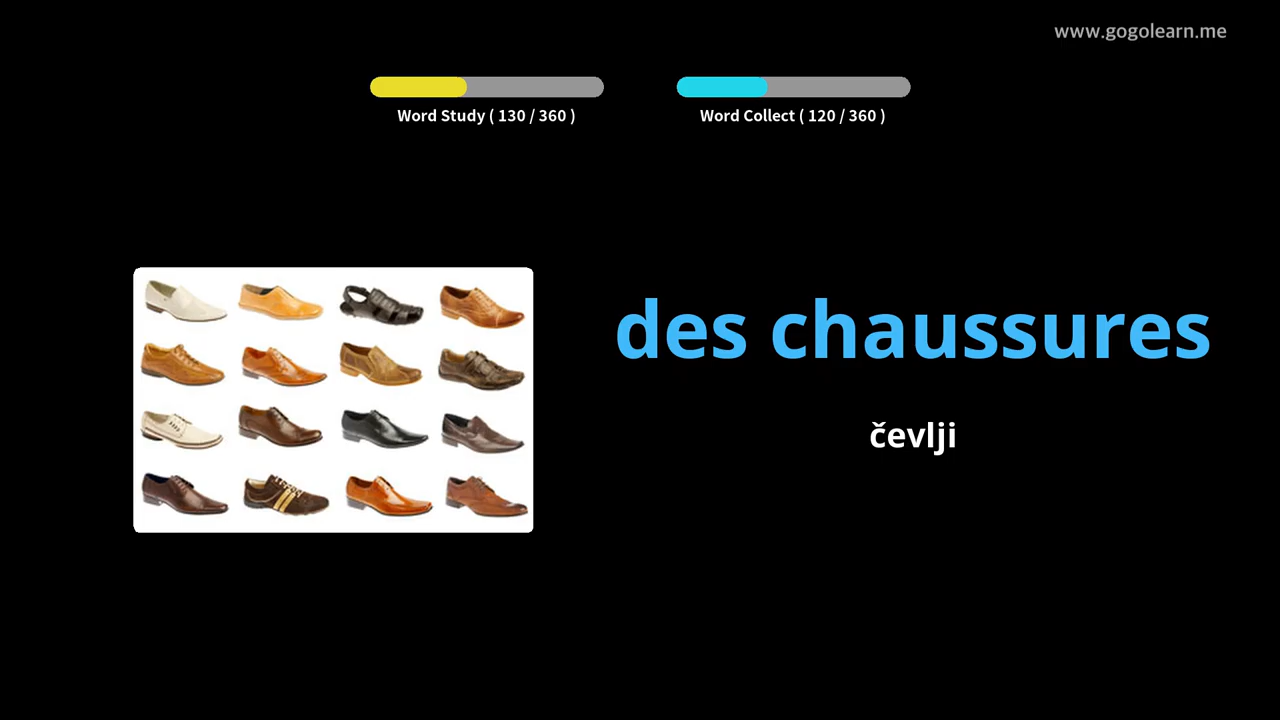 www.gogolearn.me
Word Study ( 130 / 360 )
Word Collect ( 120 / 360 )
des chaussures
čevlji